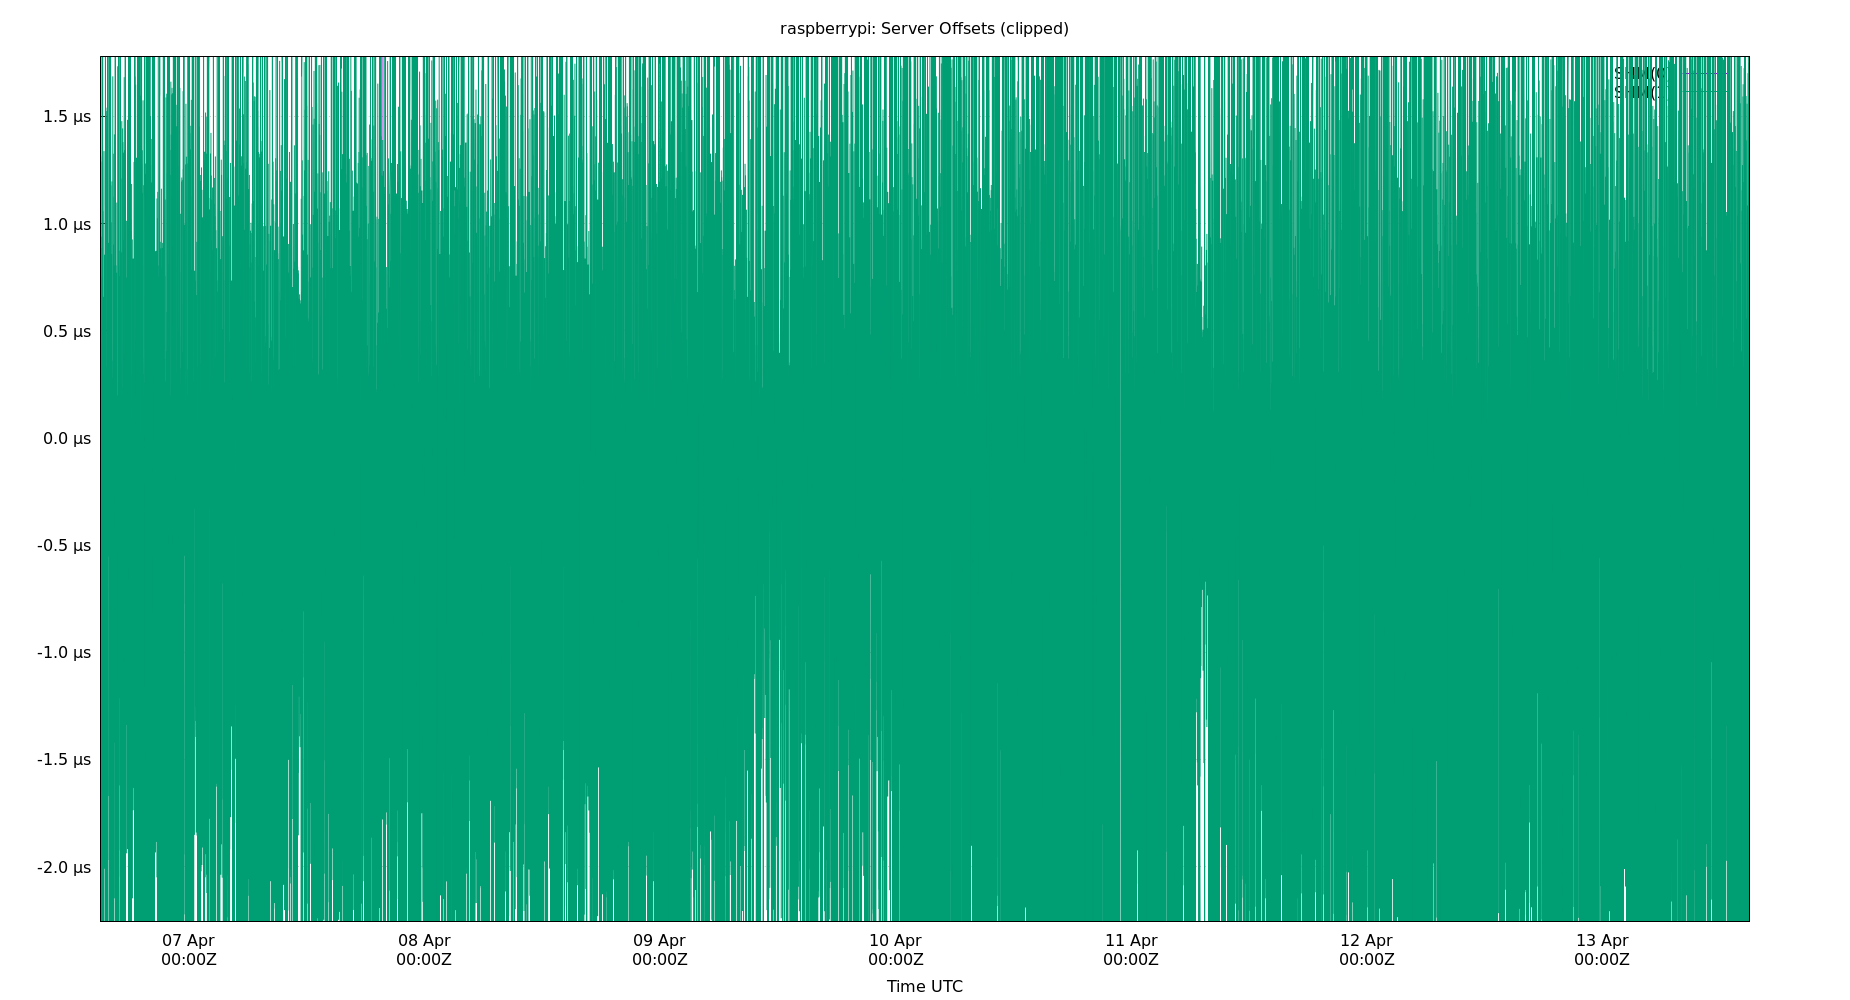 raspberrypi: Server Offsets (clipped)
1.5 µs
1.0 µs
0.5 µs
0.0 µs
-0.5 µs
-1.0 µs
-1.5 µs
-2.0 µs
07 Apr 08 Apr 09 Apr 10 Apr 11 Apr 12 Apr 13 Apr
00:00Z 00:00Z 00:00Z 00:00Z 00:00Z 00:00Z 00:00Z
Time UTC